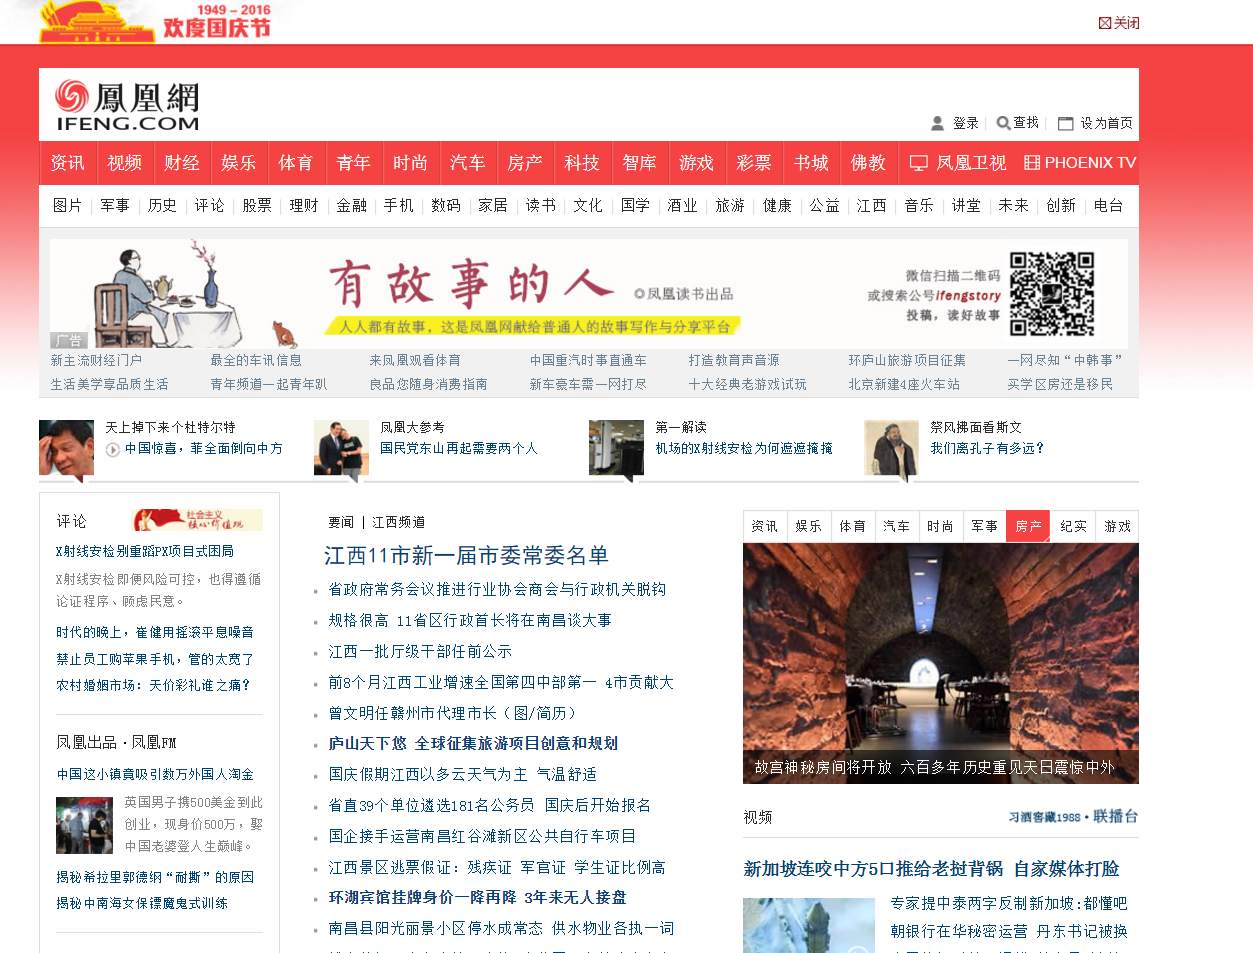 1949 – 2016
欢度国庆节
关闭
鳳凰網
IFENG.COM
登录 查找 设为首页
资讯 视频 财经 娱乐 体育 青年 时尚 汽车 房产 科技 智库 游戏 彩票 书城 佛教 凤凰卫视 PHOENIX TV
图片 军事 历史 评论 股票 理财 金融 手机 数码 家居 读书 文化 国学 酒业 旅游 健康 公益 江西 音乐 讲堂 未来 创新 电台
有故事的人
◎凤凰读书出品
人人都有故事，这是凤凰网献给普通人的故事写作与分享平台
微信扫描二维码
或搜索公号ifengstory
投稿，读好故事
广告
新主流财经门户 最全的车讯信息 来凤凰观看体育 中国重汽时事直通车 打造教育声音源 环庐山旅游项目征集 一网尽知“中韩事”
生活美学享品质生活 青年频道一起青年趴 良品您随身消费指南 新车豪车需一网打尽 十大经典老游戏试玩 北京新建4座火车站 买学区房还是移民
天上掉下来个杜特尔特
中国惊喜，菲全面倒向中方
凤凰大参考
国民党东山再起需要两个人
第一解读
机场的X射线安检为何遮遮掩掩
祭风拂面看斯文
我们离孔子有多远？
评论
社会主义
核心价值观
X射线安检别重蹈PX项目式困局
X射线安检即便风险可控，也得遵循
论证程序、顾虑民意。
时代的晚上，崔健用摇滚平息噪音
禁止员工购苹果手机，管的太宽了
农村婚姻市场：天价彩礼谁之痛？
凤凰出品·凤凰FM
中国这小镇竟吸引数万外国人淘金
英国男子携500美金到此
创业，现身价500万，娶
中国老婆登人生巅峰。
揭秘希拉里郭德纲“耐撕”的原因
揭秘中南海女保镖魔鬼式训练
要闻 | 江西频道
江西11市新一届市委常委名单
省政府常务会议推进行业协会商会与行政机关脱钩
规格很高 11省区行政首长将在南昌谈大事
江西一批厅级干部任前公示
前8个月江西工业增速全国第四中部第一 4市贡献大
曾文明任赣州市代理市长（图/简历）
庐山天下悠 全球征集旅游项目创意和规划
国庆假期江西以多云天气为主 气温舒适
省直39个单位遴选181名公务员 国庆后开始报名
国企接手运营南昌红谷滩新区公共自行车项目
江西景区逃票假证：残疾证 军官证 学生证比例高
环湖宾馆挂牌身价一降再降 3年来无人接盘
南昌县阳光丽景小区停水成常态 供水物业各执一词
资讯 娱乐 体育 汽车 时尚 军事 房产 纪实 游戏
故宫神秘房间将开放 六百多年历史重见天日震惊中外
视频
习酒窖藏1988·联播台
新加坡连咬中方5口推给老挝背锅 自家媒体打脸
专家提中泰两字反制新加坡:都懂吧
朝银行在华秘密运营 丹东书记被换